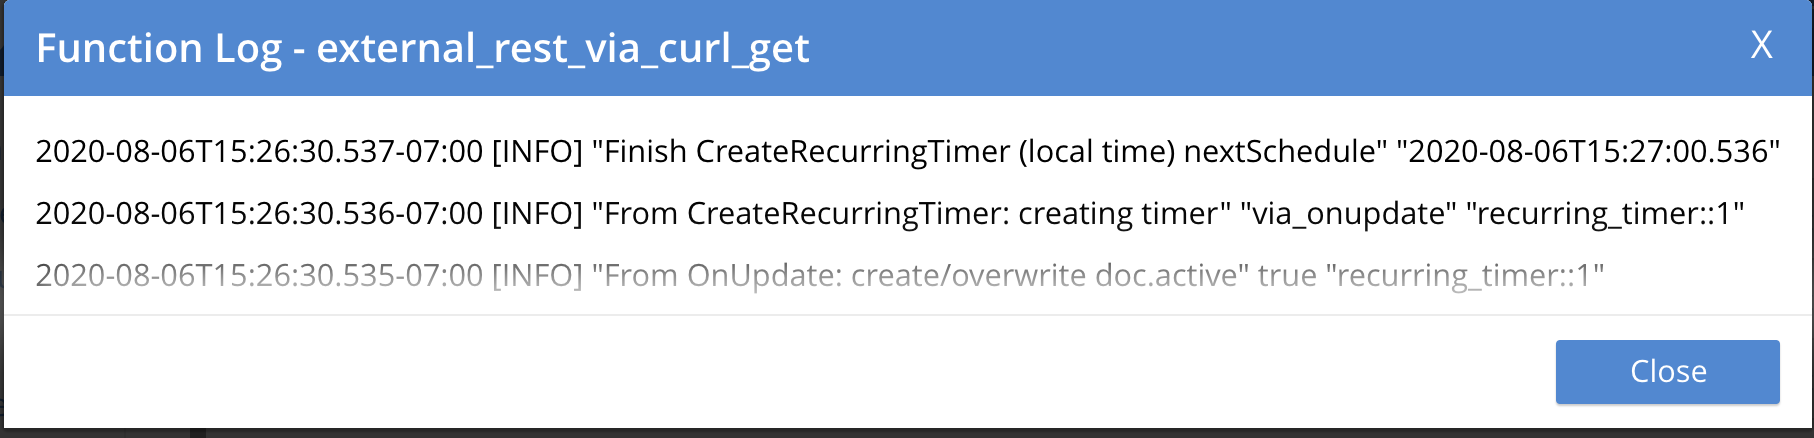 Function Log - external_rest_via_curl_get
X
2020-08-06T15:26:30.537-07:00 [INFO] "Finish CreateRecurringTimer (local time) nextSchedule" "2020-08-06T15:27:00.536"
2020-08-06T15:26:30.536-07:00 [INFO] "From CreateRecurringTimer: creating timer" "via_onupdate" "recurring_timer::1"
2020-08-06T15:26:30.535-07:00 [INFO] "From OnUpdate: create/overwrite doc.active" true "recurring_timer::1"
Close